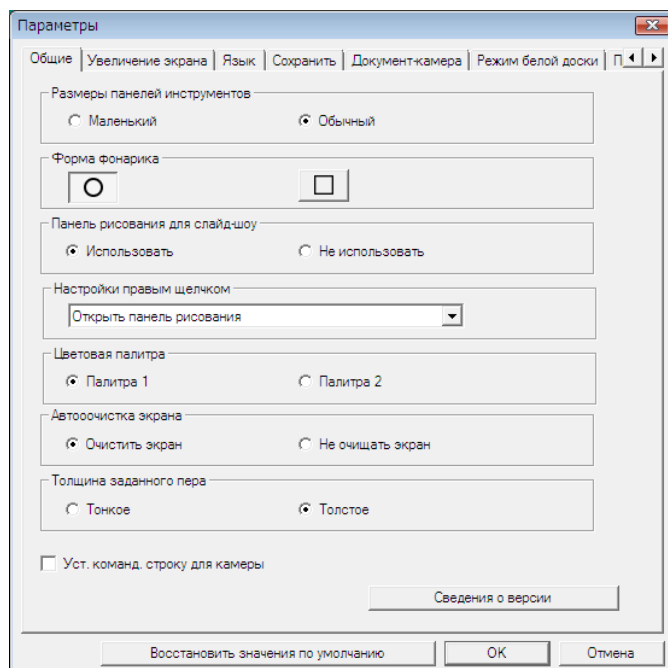 Параметры
Общие Увеличение экрана Язык Сохранить Документ-камера Режим белой доски П
Размеры панелей инструментов
Маленький Обычный
Форма фонарика
Панель рисования для слайд-шоу
Использовать Не использовать
Настройки правым щелчком
Открыть панель рисования
Цветовая палитра
Палитра 1 Палитра 2
Автооочистка экрана
Очистить экран Не очищать экран
Толщина заданного пера
Тонкое Толстое
Уст. команд. строку для камеры
Сведения о версии
Восстановить значения по умолчанию OK Отмена